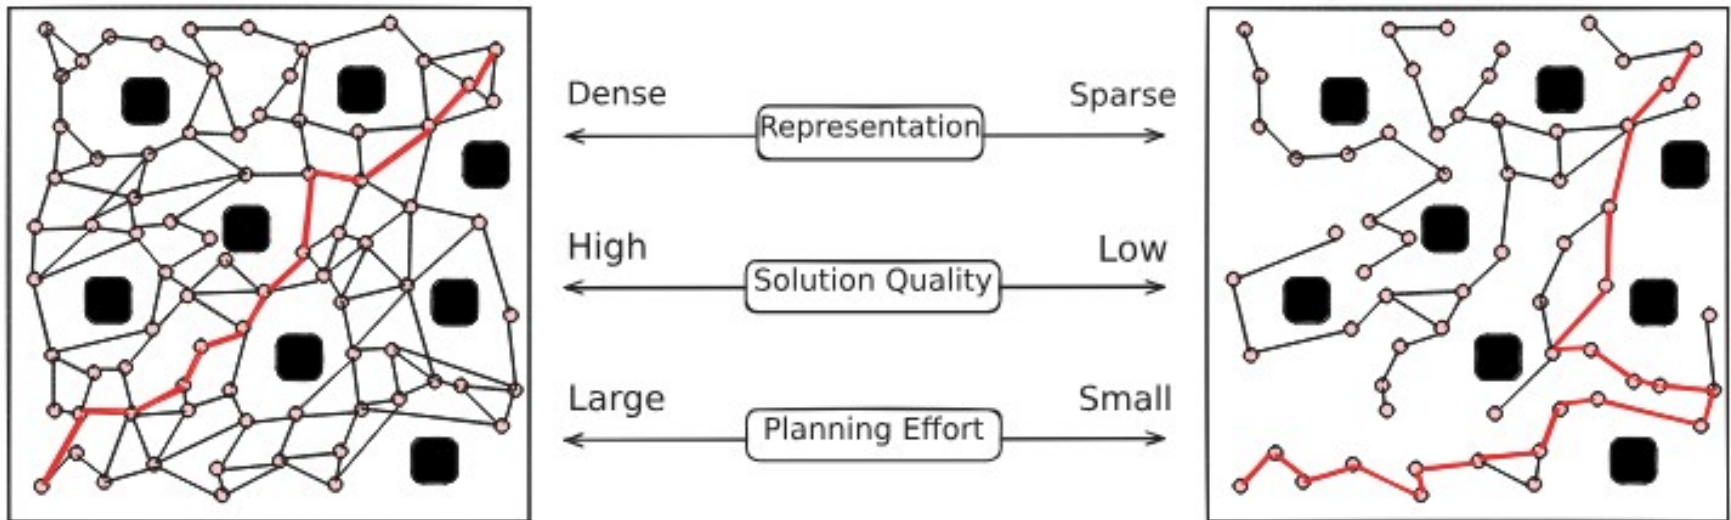 Dense
Sparse
Representation
High
Low
Solution Quality
Large
Small
Planning Effort